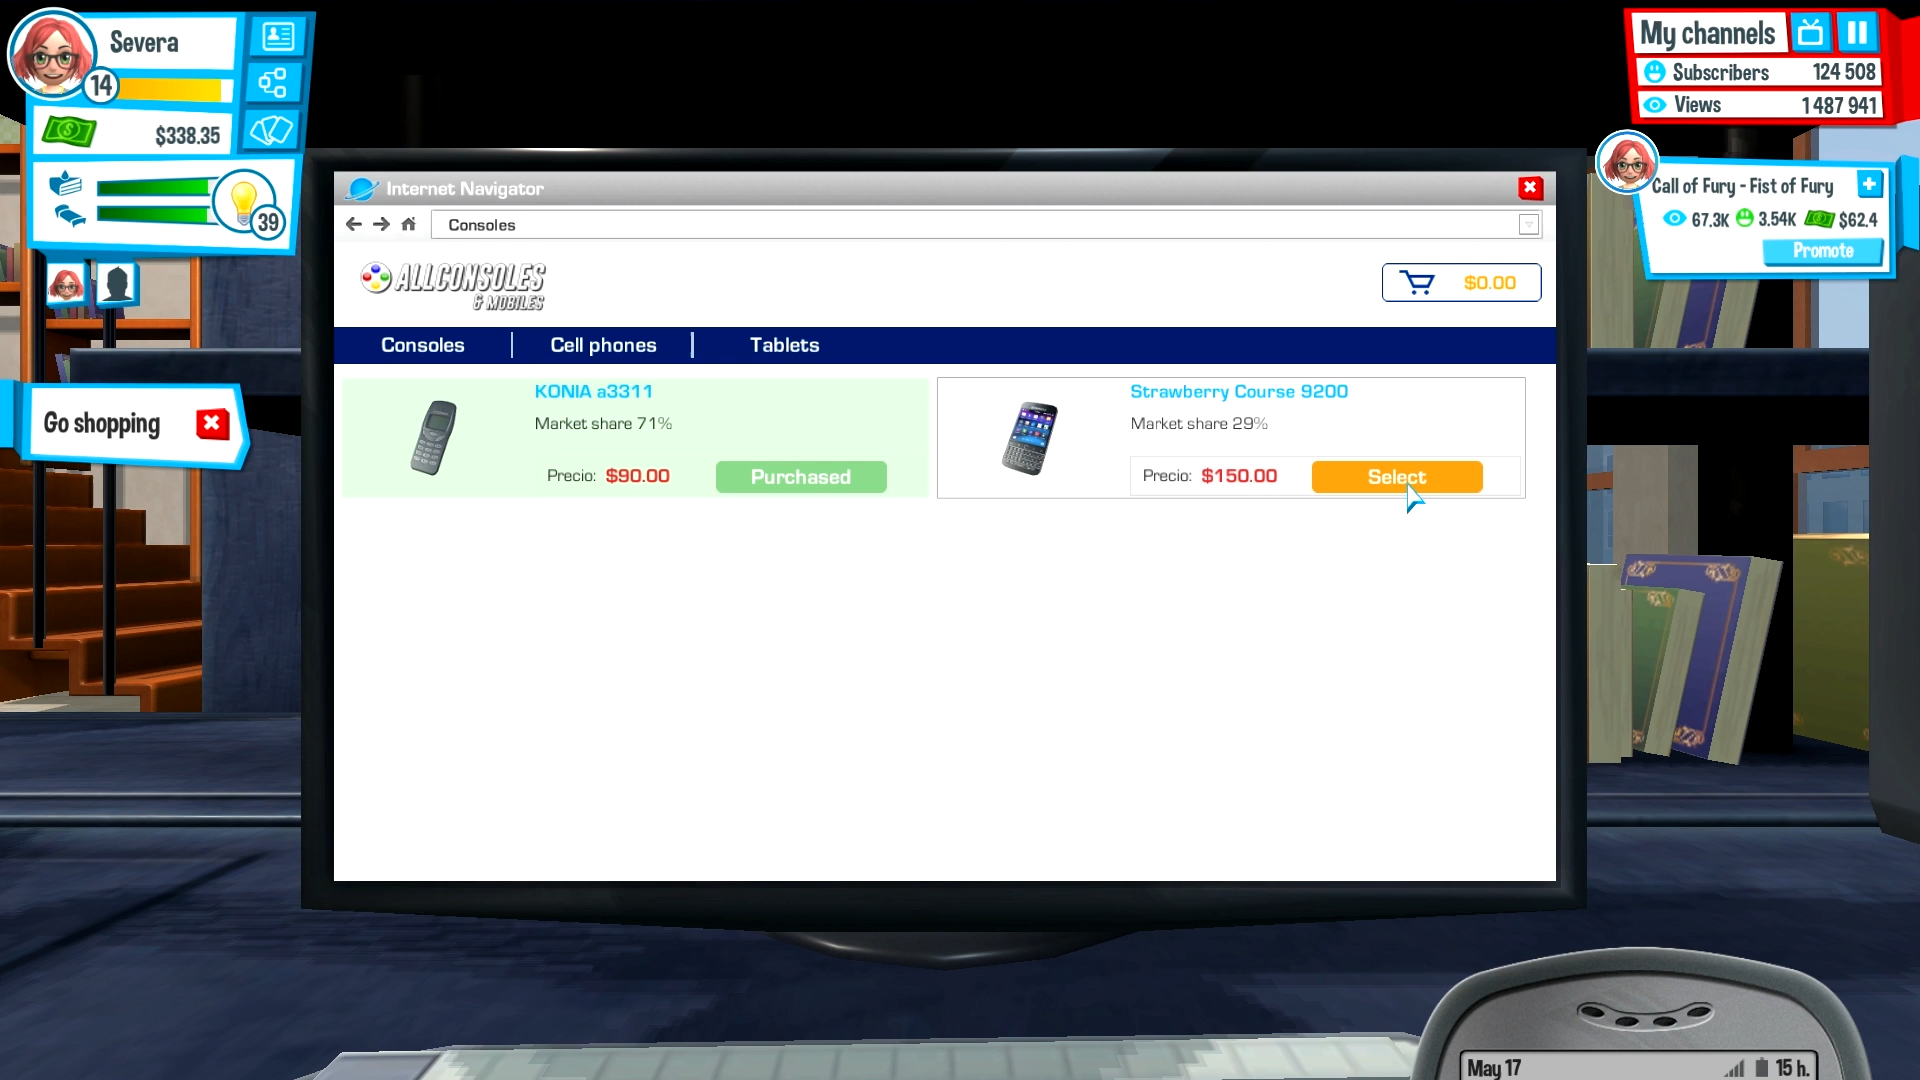 Severa
14
$338.35
39
Go shopping
My channels
Subscribers 124 508
Views 1 487 941
Call of Fury - Fist of Fury
67.3K 3.54K $62.4
Promote
Internet Navigator
Consoles
ALLCONSOLES
& MOBILES
$0.00
Consoles Cell phones Tablets
KONIA a3311
Market share 71%
Precio: $90.00 Purchased
Strawberry Course 9200
Market share 29%
Precio: $150.00 Select
May 17 15 h.